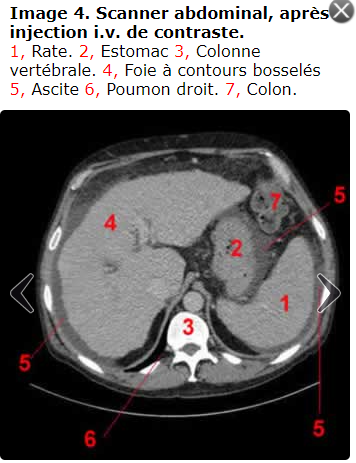 Image 4. Scanner abdominal, après
injection i.v. de contraste.
1, Rate. 2, Estomac 3, Colonne
vertébrale. 4, Foie à contours bosselés
5, Ascite 6, Poumon droit. 7, Colon.
7
5
4
2
1
3
5
5
6